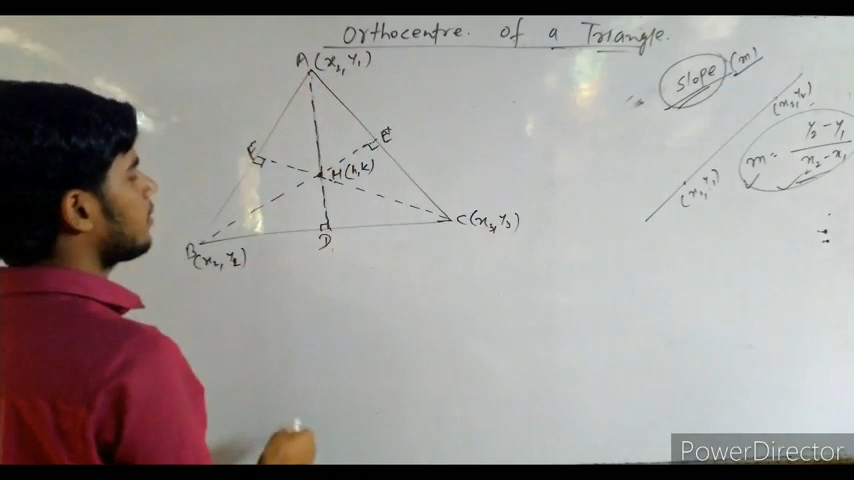 Orthocentre of a Triangle.
A(x₁, y₁)
F
E
H(h, k)
B
(x₂, y₂)
D
C(x₃, y₃)
slope (m)
(x₂, y₂)
m = y₂ - y₁ / x₂ - x₁
(x₁, y₁)
PowerDirector